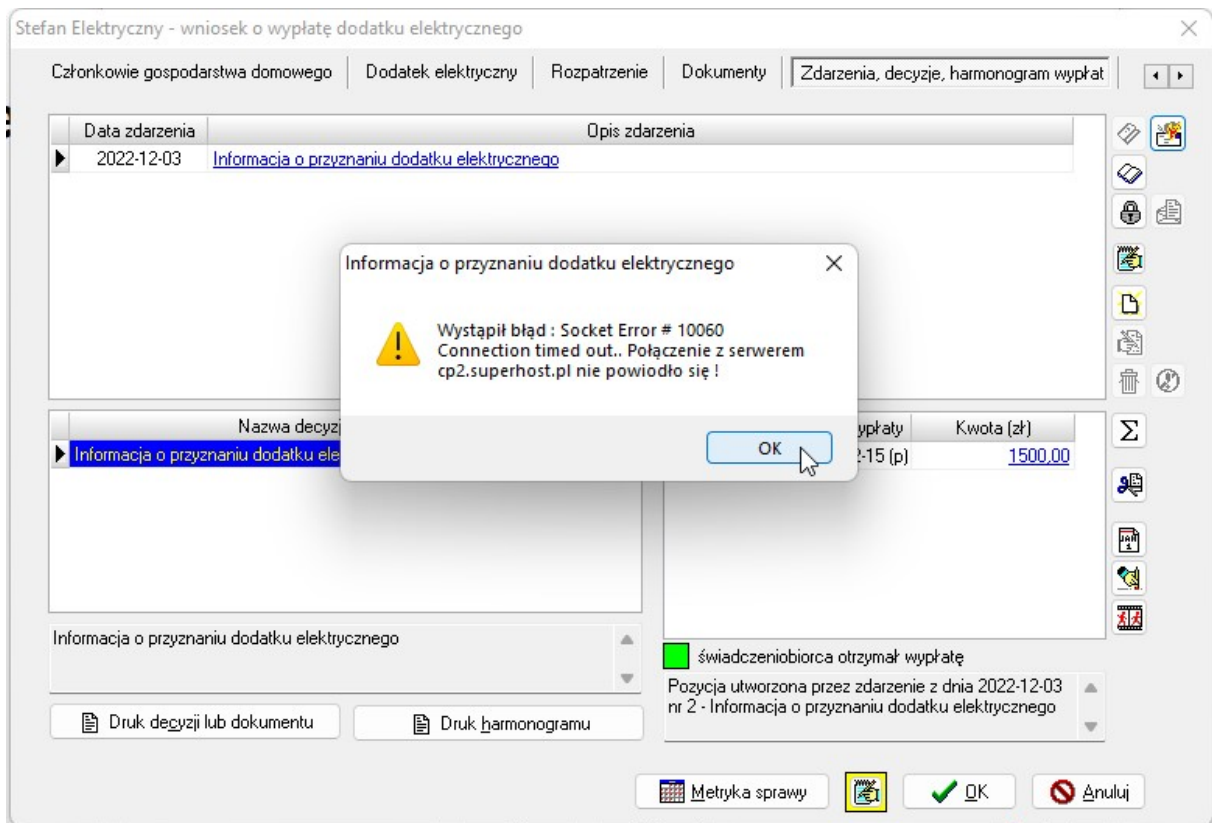 Stefan Elektryczny - wniosek o wypłatę dodatku elektrycznego
Członkowie gospodarstwa domowego
Dodatek elektryczny
Rozpatrzenie
Dokumenty
Zdarzenia, decyzje, harmonogram wypłat
Data zdarzenia
Opis zdarzenia
2022-12-03
Informacja o przyznaniu dodatku elektrycznego
Informacja o przyznaniu dodatku elektrycznego
Wystąpił błąd : Socket Error # 10060
Connection timed out.. Połączenie z serwerem
cp2.superhost.pl nie powiodło się !
OK
Nazwa decyzj
ypłaty
Kwota (zł)
Informacja o przyznaniu dodatku ele
2-15 (p)
1500,00
Informacja o przyznaniu dodatku elektrycznego
świadczeniobiorca otrzymał wypłatę
Pozycja utworzona przez zdarzenie z dnia 2022-12-03
nr 2 - Informacja o przyznaniu dodatku elektrycznego
Druk decyzji lub dokumentu
Druk harmonogramu
Metryka sprawy
OK
Anuluj